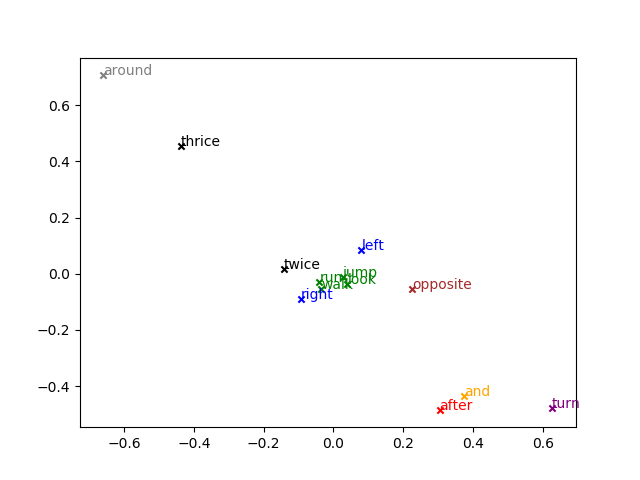 around
0.6
thrice
0.4
left
0.2
twice
jump
0.0
run
look
walk
opposite
right
−0.2
−0.4
and
after
turn
−0.6
−0.4
−0.2
0.0
0.2
0.4
0.6